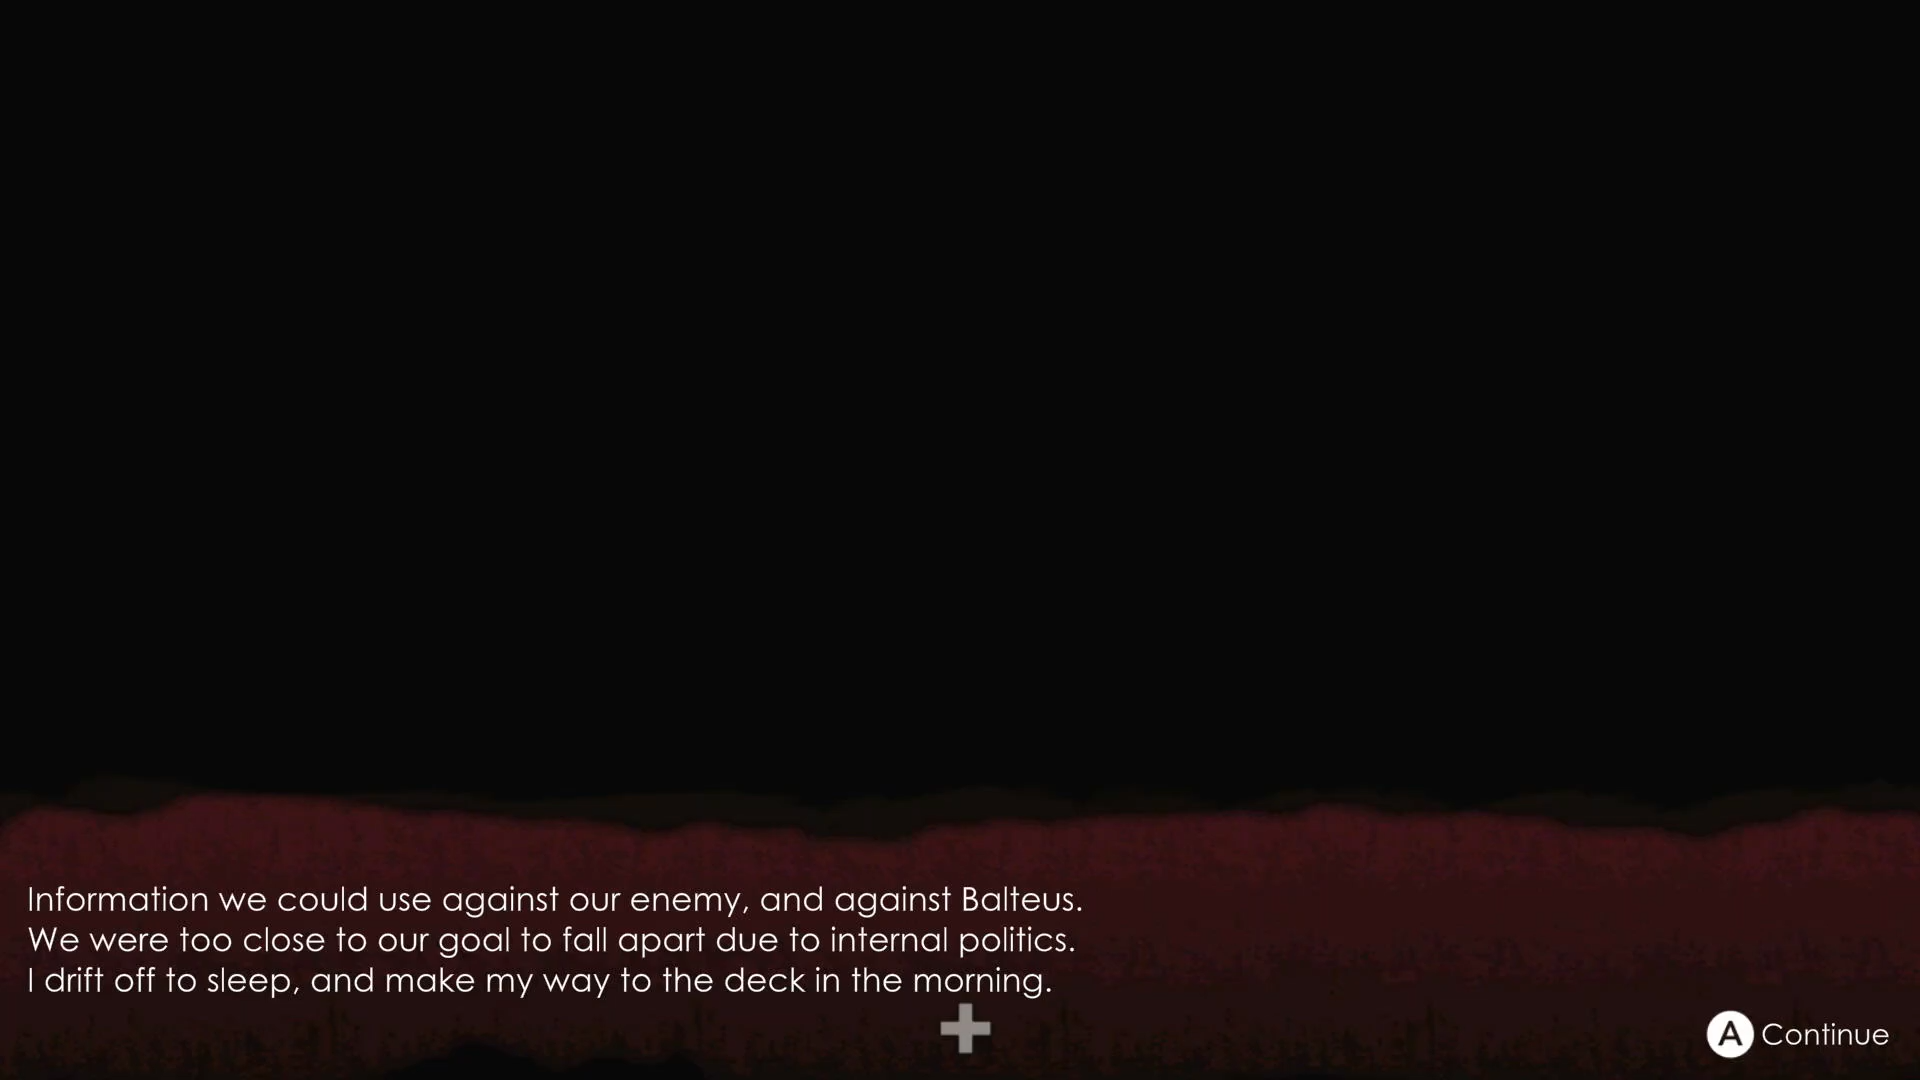 Information we could use against our enemy, and against Balteus.
We were too close to our goal to fall apart due to internal politics.
I drift off to sleep, and make my way to the deck in the morning.
A Continue